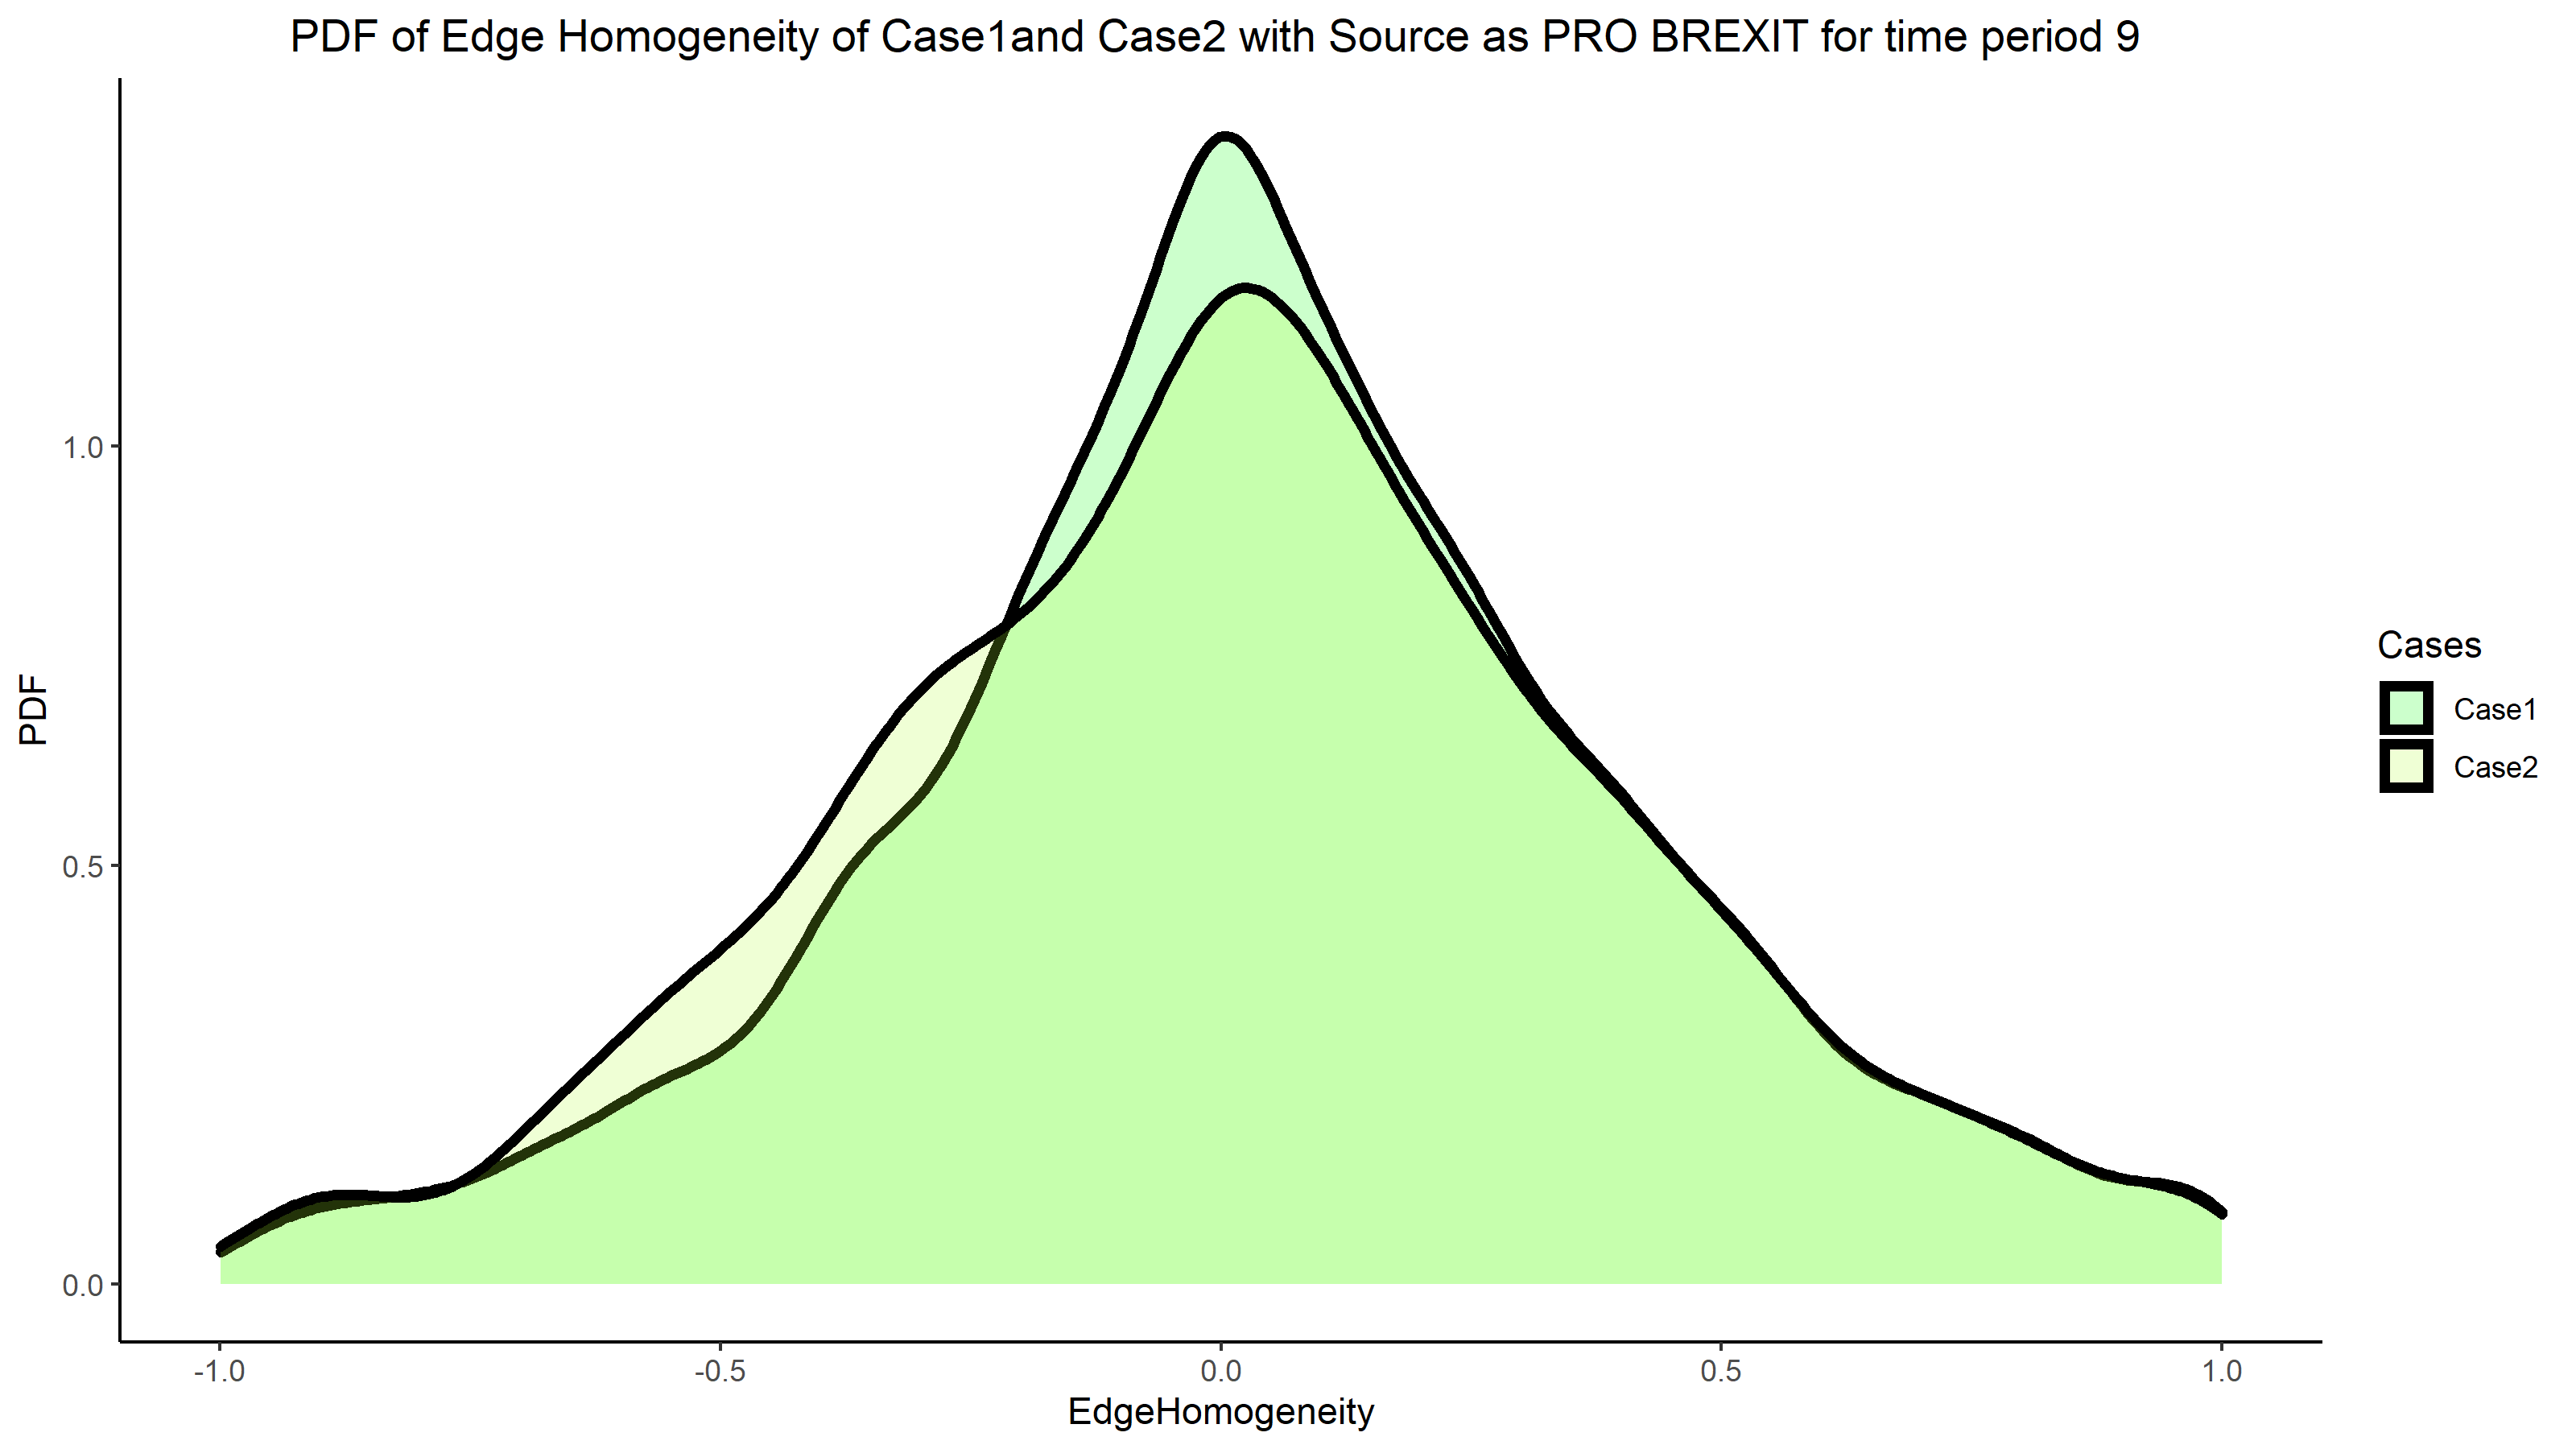 PDF of Edge Homogeneity of Case1and Case2 with Source as PRO BREXIT for time period 9
PDF
1.0
0.5
0.0
-1.0 -0.5 0.0 0.5 1.0
EdgeHomogeneity
Cases
Case1
Case2